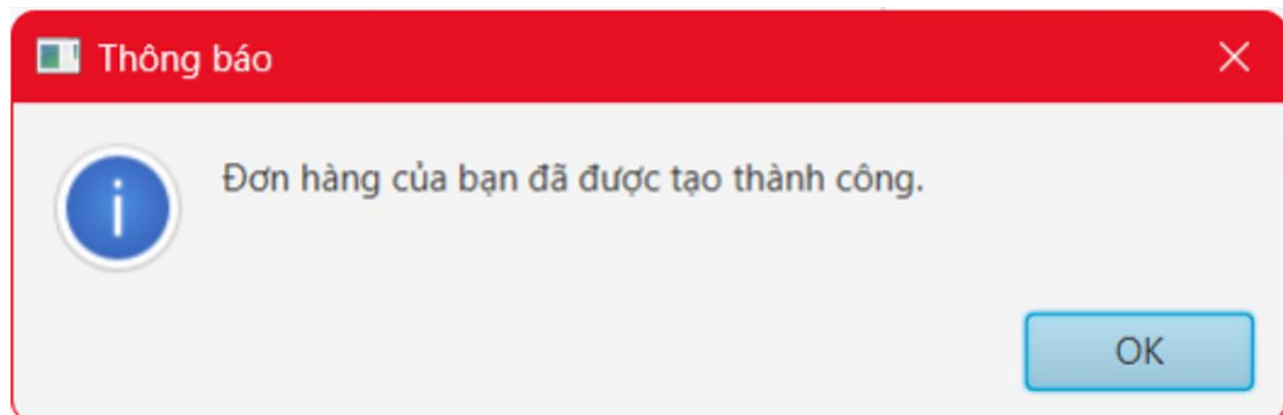 Thông báo
Đơn hàng của bạn đã được tạo thành công.
OK